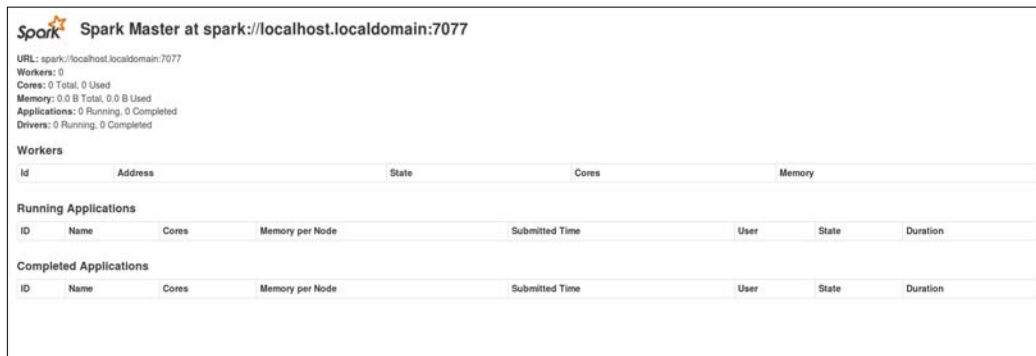 Spark Spark Master at spark://localhost.localdomain:7077
URL: spark://localhost.localdomain:7077
Workers: 0
Cores: 0 Total, 0 Used
Memory: 0.0 B Total, 0.0 B Used
Applications: 0 Running, 0 Completed
Drivers: 0 Running, 0 Completed
Workers
Id Address State Cores Memory
Running Applications
ID Name Cores Memory per Node Submitted Time User State Duration
Completed Applications
ID Name Cores Memory per Node Submitted Time User State Duration